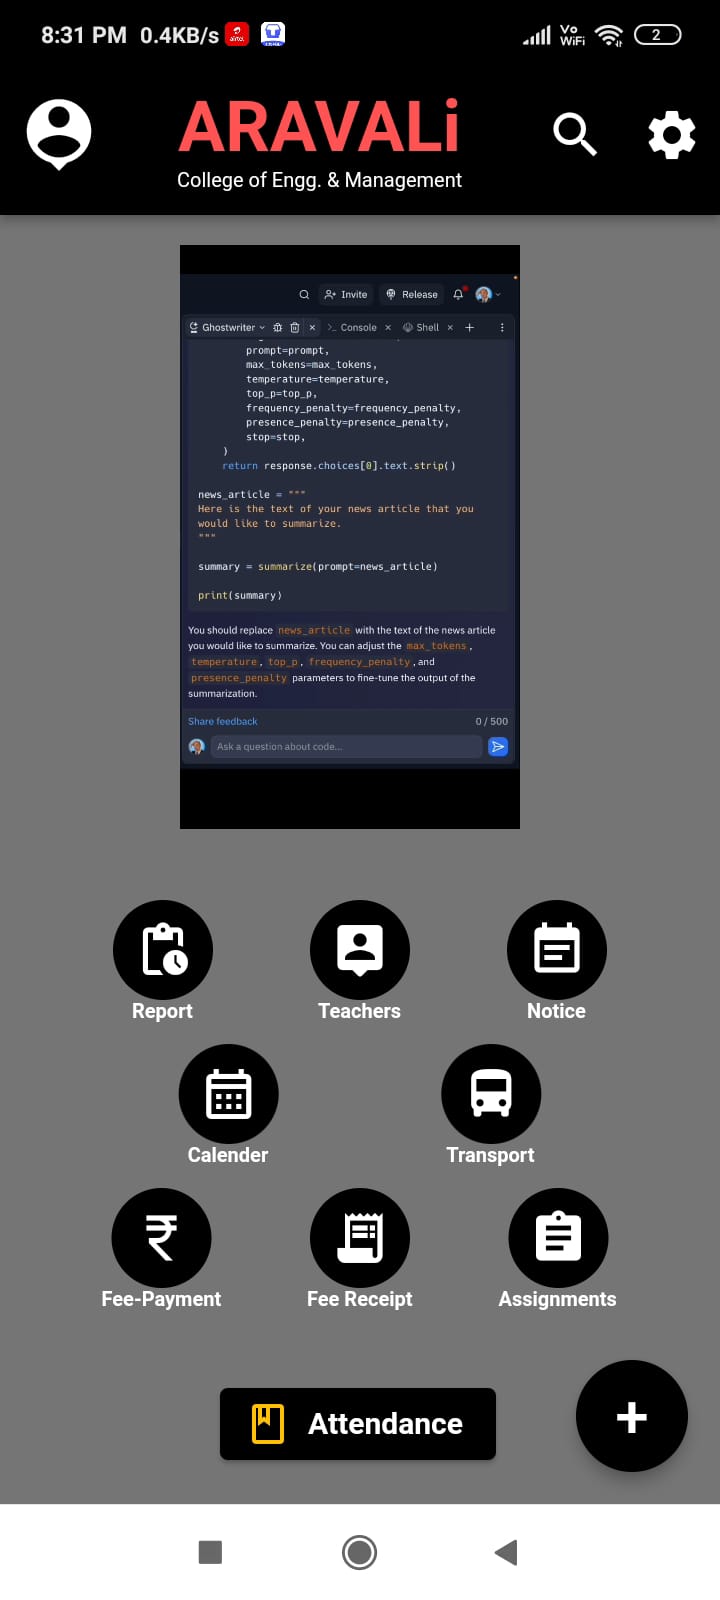 8:31 PM 0.4KB/s airtel Vo WiFi 2
ARAVALi
College of Engg. & Management
Invite Release
Ghostwriter Console Shell
prompt=prompt,
max_tokens=max_tokens,
temperature=temperature,
top_p=top_p,
frequency_penalty=frequency_penalty,
presence_penalty=presence_penalty,
stop=stop,
)
return response.choices[0].text.strip()
news_article = """
Here is the text of your news article that you
would like to summarize.
"""
summary = summarize(prompt=news_article)
print(summary)
You should replace news_article with the text of the news article
you would like to summarize. You can adjust the max_tokens,
temperature, top_p, frequency_penalty, and
presence_penalty parameters to fine-tune the output of the
summarization.
Share feedback 0 / 500
Ask a question about code...
Report Teachers Notice
Calender Transport
₹
Fee-Payment Fee Receipt Assignments
Attendance +